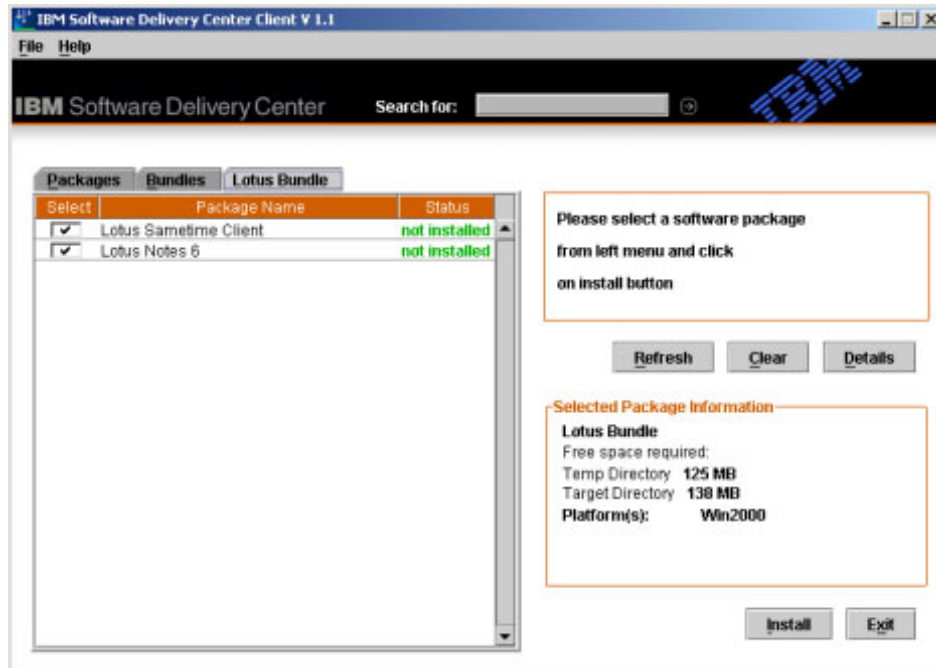 IBM Software Delivery Center Client V 1.1
File Help
IBM Software Delivery Center Search for: IBM
Packages Bundles Lotus Bundle
Select Package Name Status
Lotus Sametime Client not installed
Lotus Notes 6 not installed
Please select a software package
from left menu and click
on install button
Refresh Clear Details
Selected Package Information
Lotus Bundle
Free space required:
Temp Directory 125 MB
Target Directory 138 MB
Platform(s): Win2000
Install Exit